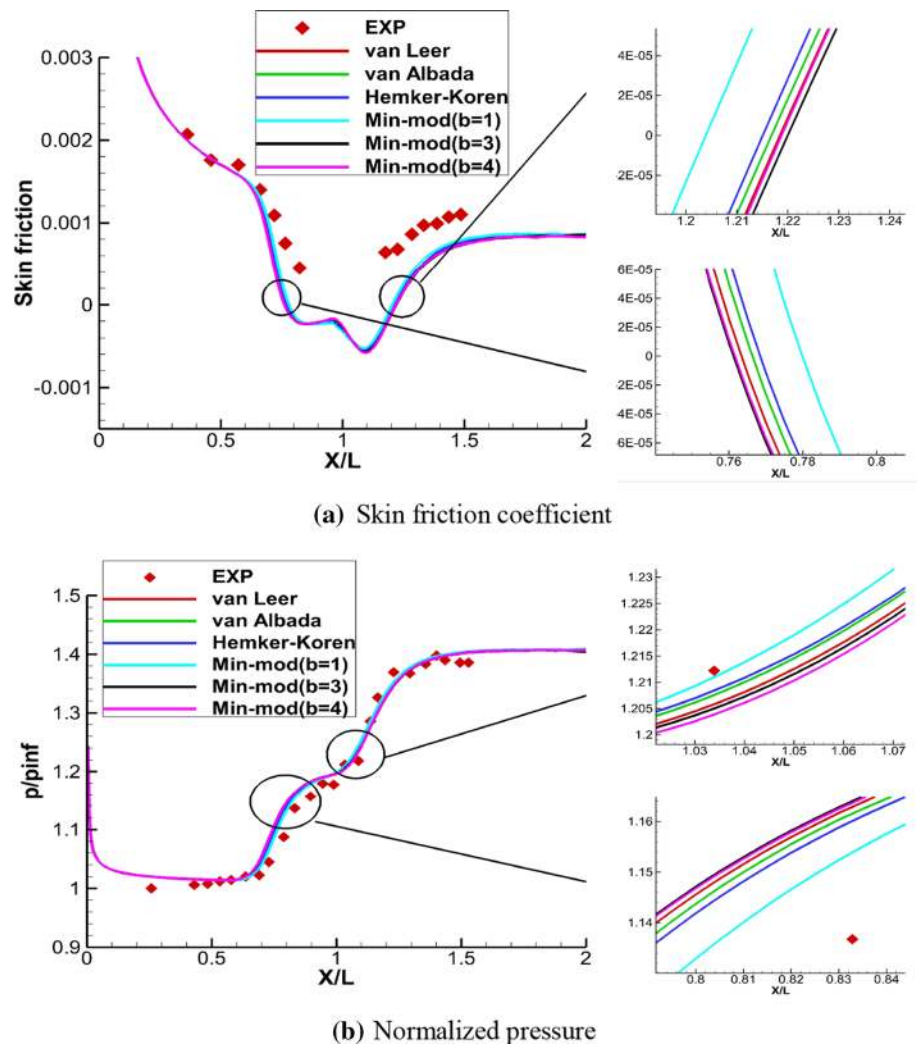 EXP
van Leer
van Albada
Hemker-Koren
Min-mod(b=1)
Min-mod(b=3)
Min-mod(b=4)
Skin friction
0.003
0.002
0.001
0
-0.001
0 0.5 1 1.5 2
X/L
4E-05
2E-05
0
2E-05
1.2 1.21 1.22 1.23 1.24
X/L
6E-05
4E-05
2E-05
0
2E-05
4E-05
6E-05
0.76 0.78 0.8
X/L
(a) Skin friction coefficient
EXP
van Leer
van Albada
Hemker-Koren
Min-mod(b=1)
Min-mod(b=3)
Min-mod(b=4)
p/pinf
1.5
1.4
1.3
1.2
1.1
1
0.9
0 0.5 1 1.5 2
X/L
1.23
1.225
1.22
1.215
1.21
1.205
1.2
1.03 1.04 1.05 1.06 1.07
X/L
1.16
1.15
1.14
0.8 0.81 0.82 0.83 0.84
X/L
(b) Normalized pressure